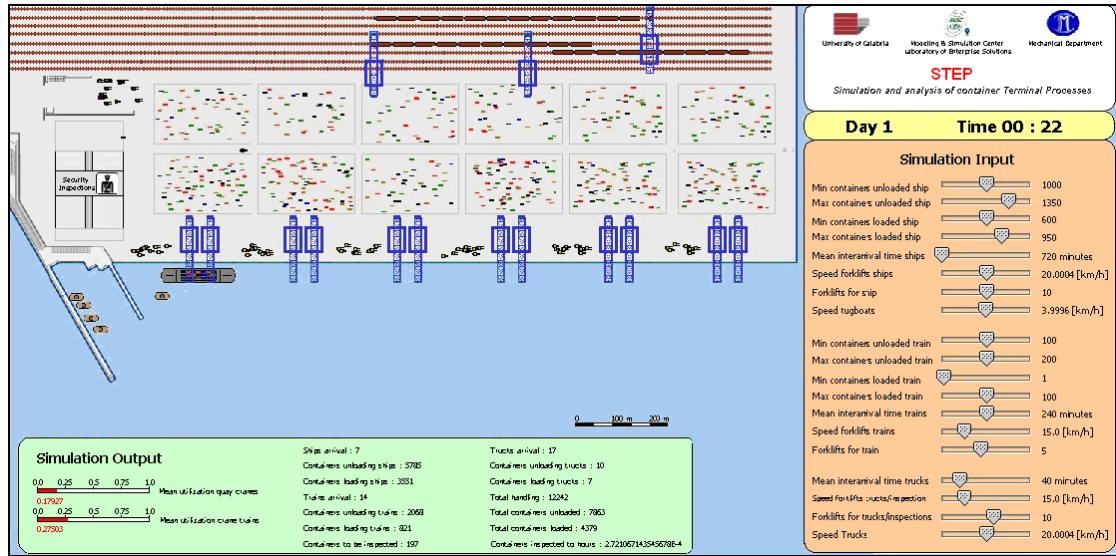 University of Calabria
Modelling & Simulation Center
Laboratory of Enterprise Solutions
Mechanical Department
STEP
Simulation and analysis of container Terminal Processes
Day 1 Time 00 : 22
Security
Inspections
Simulation Input
Min containers unloaded ship 1000
Max containers unloaded ship 1350
Min containers loaded ship 600
Max containers loaded ship 950
Mean interarrival time ships 720 minutes
Speed forklifts ships 20.0004 [km/h]
Forklifts for ship 10
Speed tugboats 3.9996 [km/h]
Min containers unloaded train 100
Max containers unloaded train 200
Min containers loaded train 1
Max containers loaded train 100
Mean interarrival time trains 240 minutes
Speed forklifts trains 15.0 [km/h]
Forklifts for train 5
Mean interarrival time trucks 40 minutes
Speed forklifts trucks/inspection 15.0 [km/h]
Forklifts for trucks/inspections 10
Speed Trucks 20.0004 [km/h]
0 100 m 200 m
Simulation Output
0.0 0.25 0.5 0.75 1.0
Mean utilization quay cranes
0.17927
0.0 0.25 0.5 0.75 1.0
Mean utilization crane trains
0.27503
Ships arrival : 7
Containers unloading ships : 5785
Containers loading ships : 3551
Trains arrival : 14
Containers unloading trains : 2068
Containers loading trains : 821
Containers to be inspected : 197
Trucks arrival : 17
Containers unloading trucks : 10
Containers loading trucks : 7
Total handling : 12242
Total containers unloaded : 7863
Total containers loaded : 4379
Containers inspected to hours : 2.721067143545678E-4